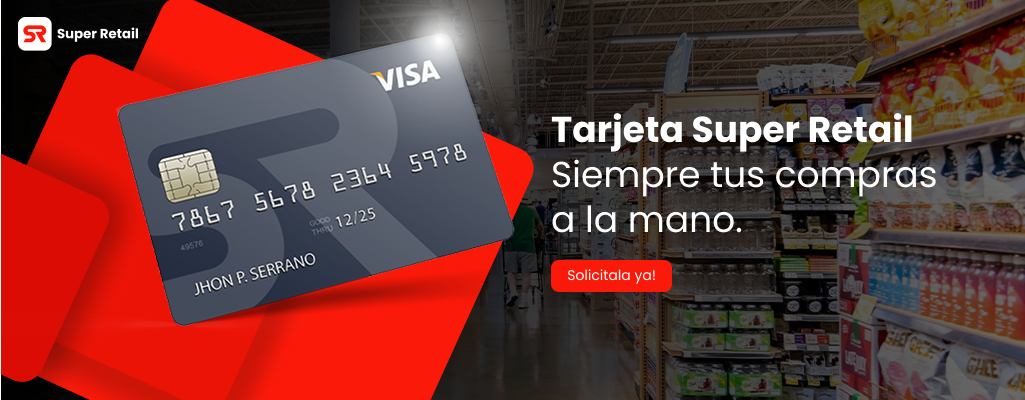 SR Super Retail
VISA
7867 5678 2364 5978
49576
GOOD
THRU 12/25
JHON P. SERRANO
Tarjeta Super Retail
Siempre tus compras
a la mano.
Solicitala ya!